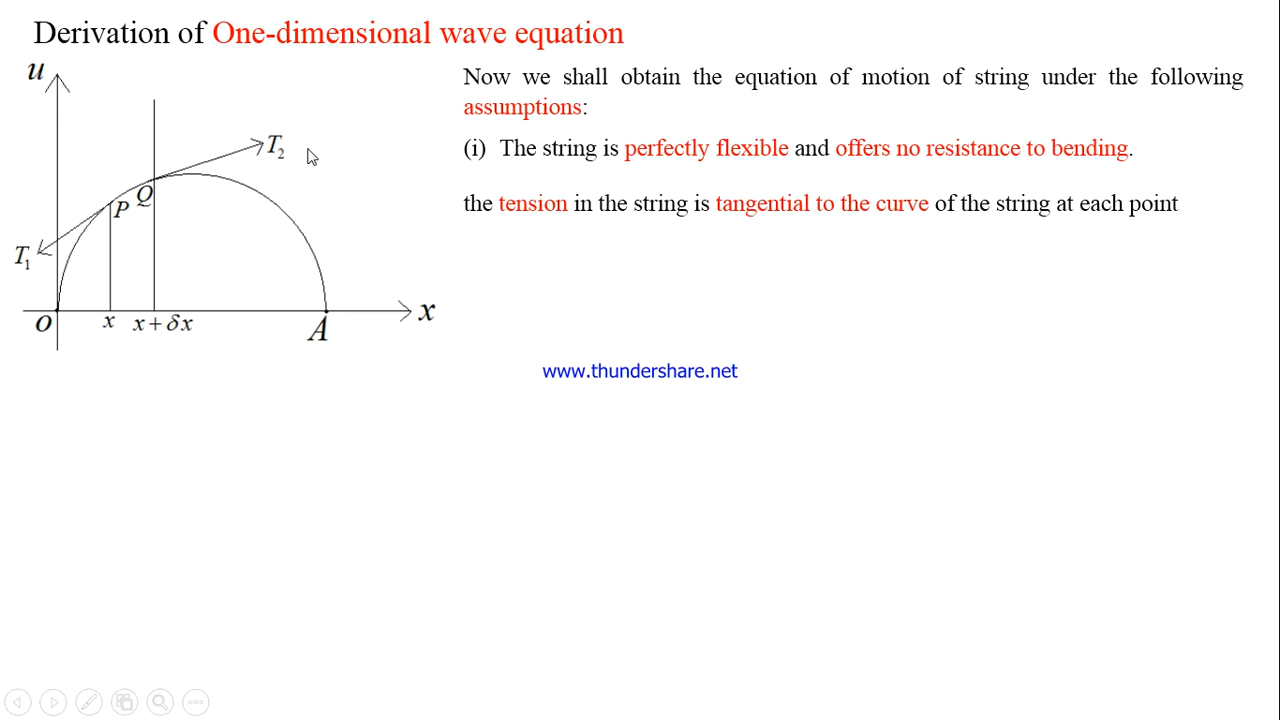 Derivation of One-dimensional wave equation
u
Now we shall obtain the equation of motion of string under the following
assumptions:
T₂
(i) The string is perfectly flexible and offers no resistance to bending.
Q
P
the tension in the string is tangential to the curve of the string at each point
T₁
x
O
x
x + δx
A
www.thundershare.net